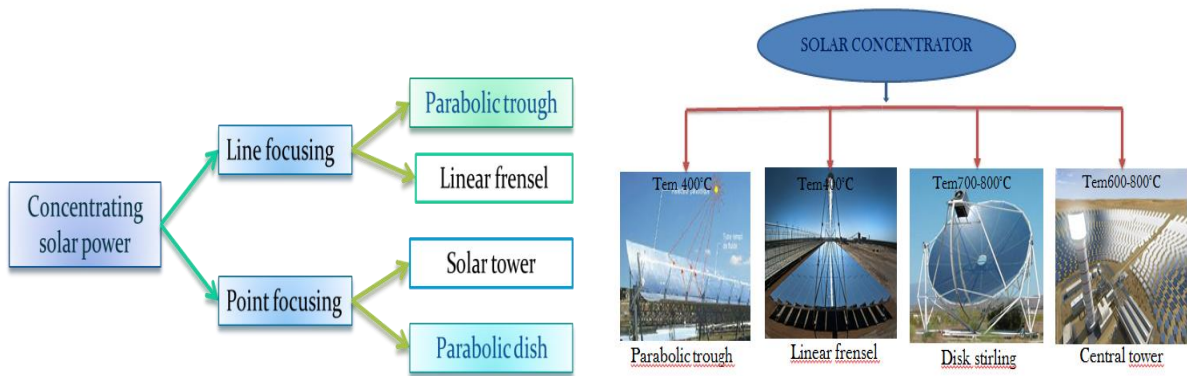 Concentrating
solar power
Line focusing
Point focusing
Parabolic trough
Linear frensel
Solar tower
Parabolic dish
SOLAR CONCENTRATOR
Tem 400°C
Tem400°C
Tem700-800°C
Tem600-800°C
Parabolic trough
Linear frensel
Disk stirling
Central tower